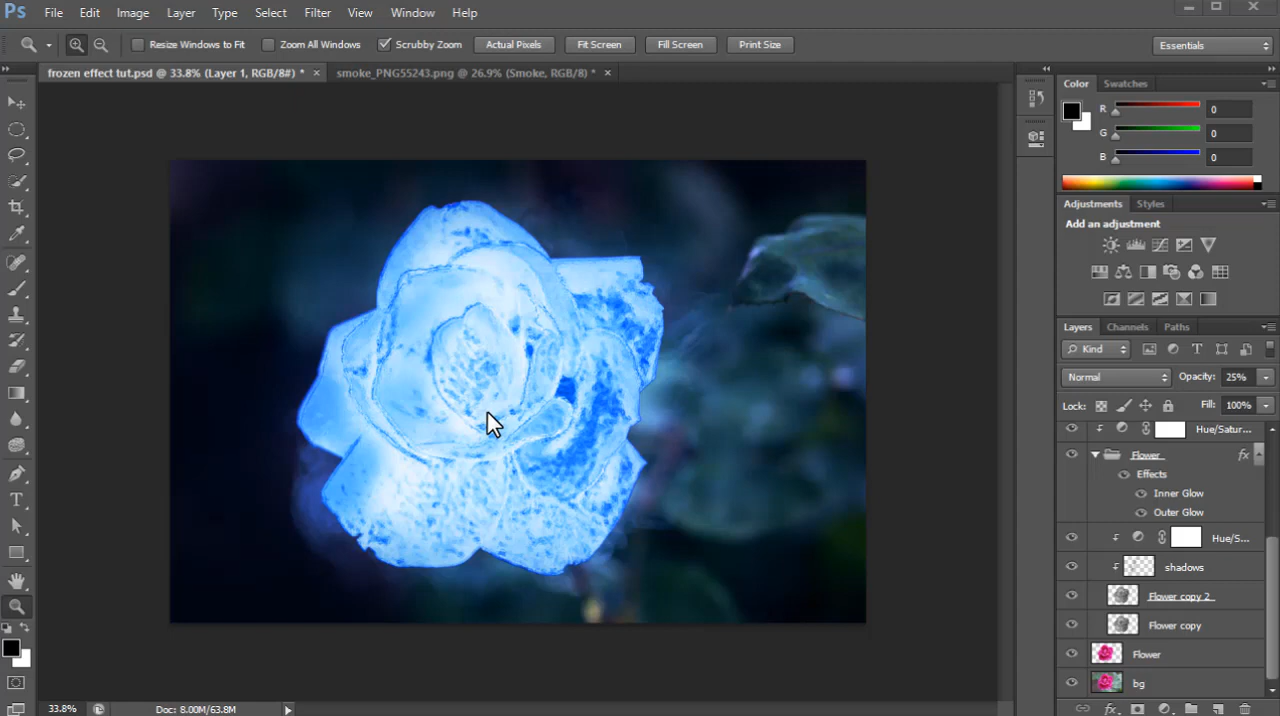 Ps File Edit Image Layer Type Select Filter View Window Help
Resize Windows to Fit Zoom All Windows Scrubby Zoom Actual Pixels Fit Screen Fill Screen Print Size Essentials
frozen effect tut.psd @ 33.8% (Layer 1, RGB/8#) * × smoke_PNG55243.png @ 26.9% (Smoke, RGB/8) * ×
Color Swatches
R 0
G 0
B 0
Adjustments Styles
Add an adjustment
Layers Channels Paths
Kind
Normal Opacity: 25%
Lock: Fill: 100%
Hue/Satur...
Flower fx
Effects
Inner Glow
Outer Glow
Hue/S...
shadows
Flower copy 2
Flower copy
Flower
bg
33.8% Doc: 8.00M/63.8M